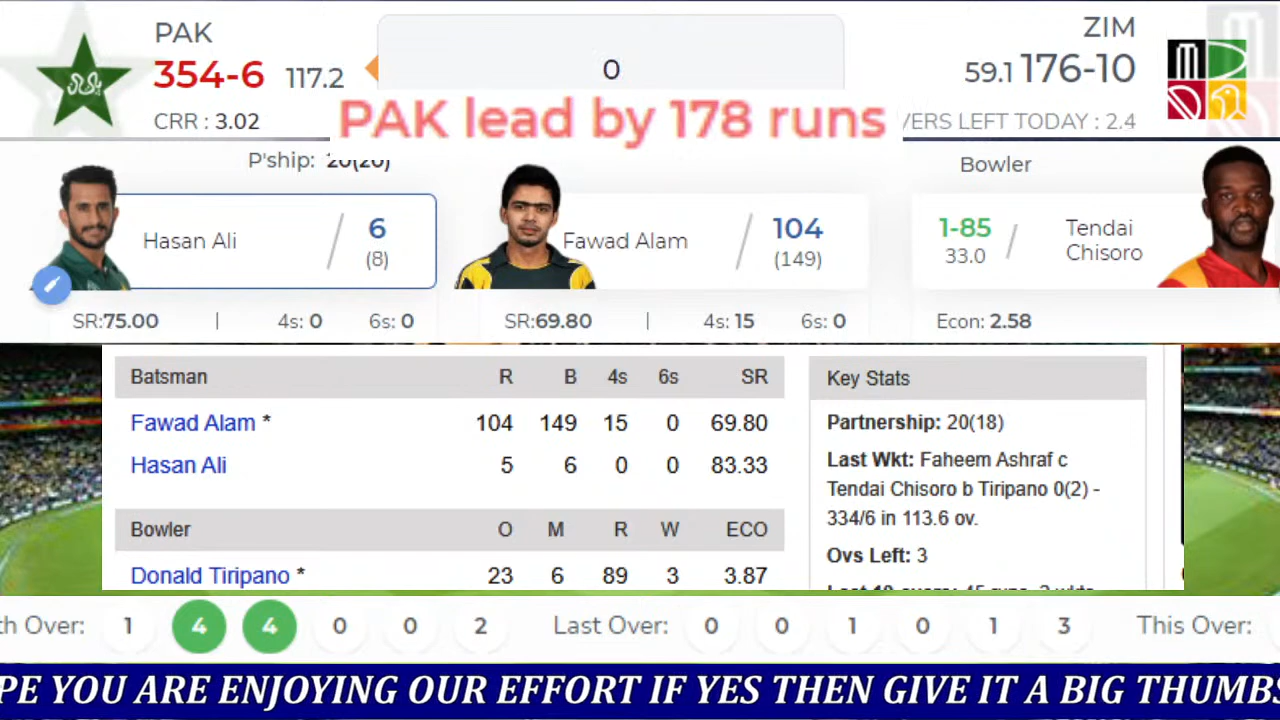 PAK
354-6 117.2
CRR : 3.02
0
ZIM
59.1 176-10
PAK lead by 178 runs
VERS LEFT TODAY : 2.4
P'ship: 20(20)
Bowler
Hasan Ali
6
(8)
Fawad Alam
104
(149)
1-85
33.0
Tendai
Chisoro
SR:75.00 | 4s: 0 6s: 0
SR:69.80 | 4s: 15 6s: 0
Econ: 2.58
Batsman R B 4s 6s SR
Fawad Alam * 104 149 15 0 69.80
Hasan Ali 5 6 0 0 83.33
Bowler O M R W ECO
Donald Tiripano * 23 6 89 3 3.87
Key Stats
Partnership: 20(18)
Last Wkt: Faheem Ashraf c
Tendai Chisoro b Tiripano 0(2) -
334/6 in 113.6 ov.
Ovs Left: 3
th Over: 1 4 4 0 0 2 Last Over: 0 0 1 0 1 3 This Over:
PE YOU ARE ENJOYING OUR EFFORT IF YES THEN GIVE IT A BIG THUMBS